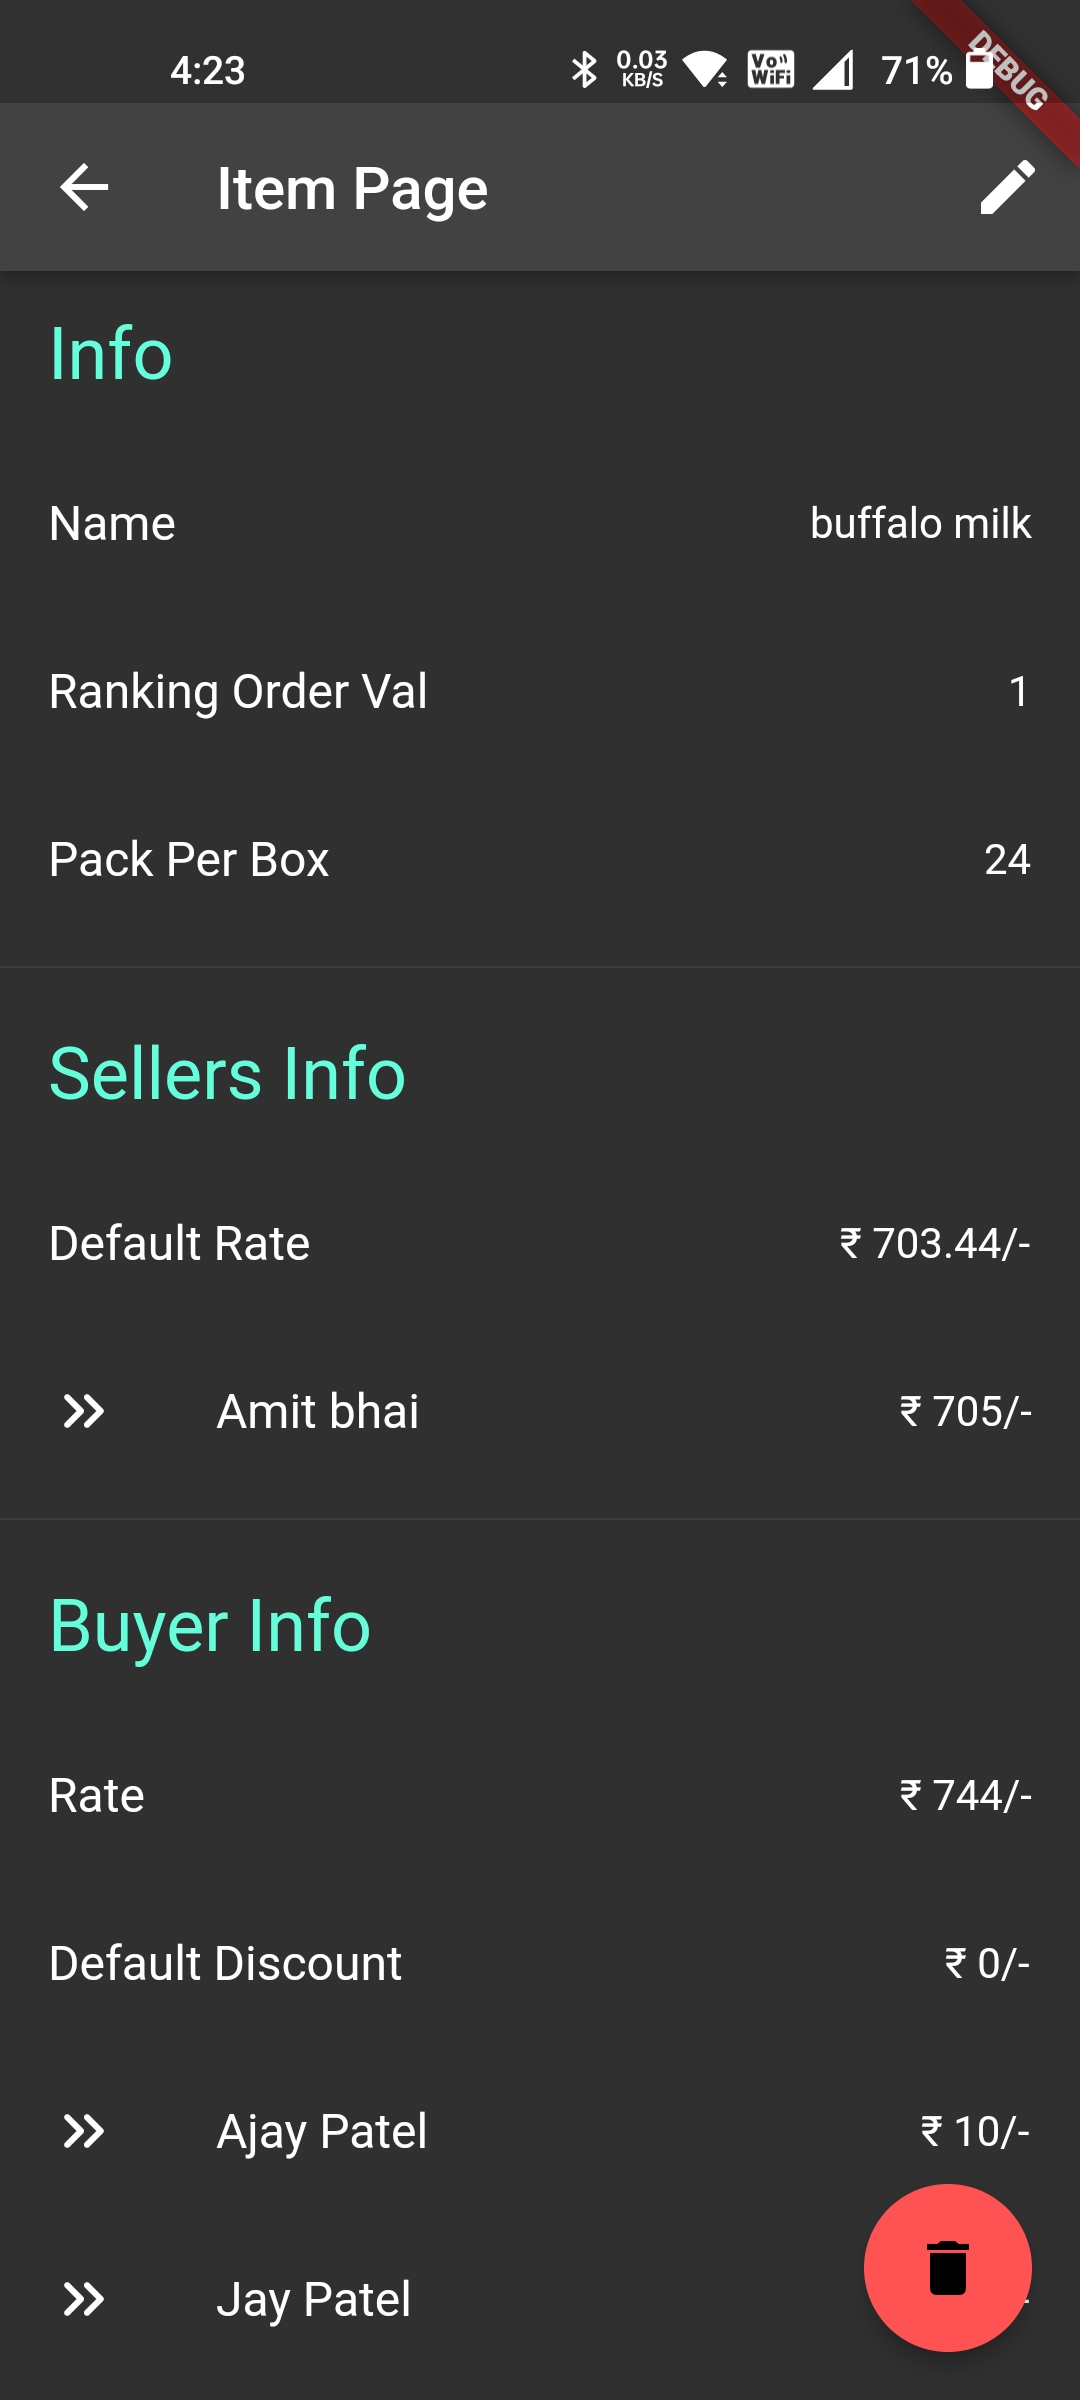 4:23 0.03 KB/S Vo WiFi 71% DEBUG
Item Page
Info
Name buffalo milk
Ranking Order Val 1
Pack Per Box 24
Sellers Info
Default Rate ₹ 703.44/-
Amit bhai ₹ 705/-
Buyer Info
Rate ₹ 744/-
Default Discount ₹ 0/-
Ajay Patel ₹ 10/-
Jay Patel